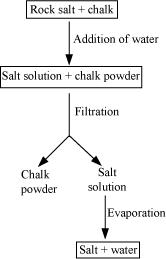 Rock salt + chalk
Addition of water
Salt solution + chalk powder
Filtration
Chalk
powder
Salt
solution
Evaporation
Salt + water